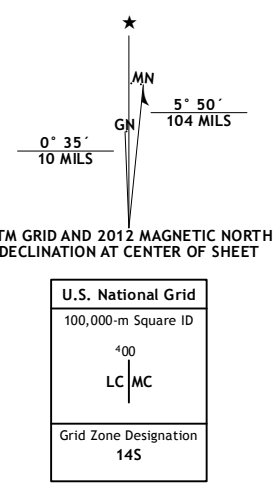 MN
GN
5° 50´
104 MILS
0° 35´
10 MILS
TM GRID AND 2012 MAGNETIC NORTH
DECLINATION AT CENTER OF SHEET
U.S. National Grid
100,000-m Square ID
⁴00
LC MC
Grid Zone Designation
14S